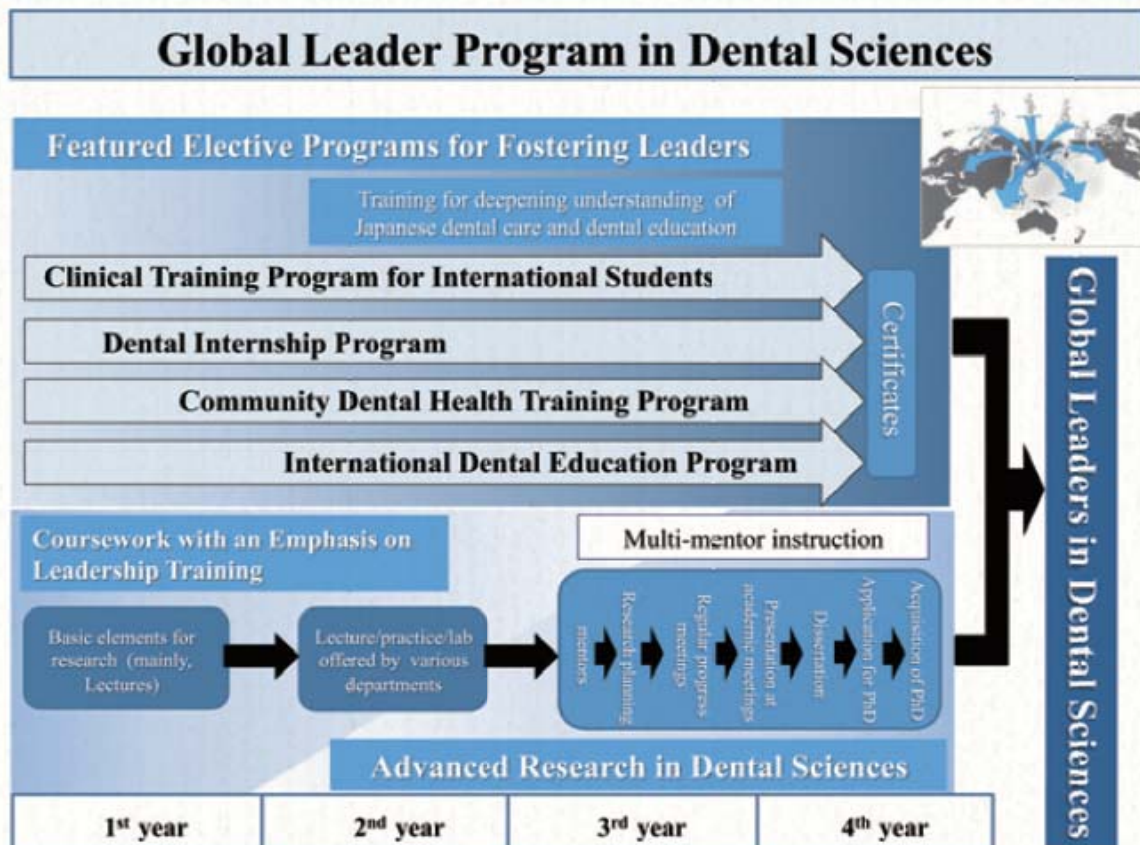 Global Leader Program in Dental Sciences
Featured Elective Programs for Fostering Leaders
Training for deepening understanding of
Japanese dental care and dental education
Clinical Training Program for International Students
Dental Internship Program
Community Dental Health Training Program
International Dental Education Program
Certificates
Global Leaders in Dental Sciences
Coursework with an Emphasis on
Leadership Training
Multi-mentor instruction
Basic elements for
research (mainly,
Lectures)
Lecture/practice/lab
offered by various
departments
mentors
Research planning
Regular progress
meetings
Presentation at
academic meetings
Dissertation
Application for PhD
Acquisition of PhD
Advanced Research in Dental Sciences
1st year
2nd year
3rd year
4th year